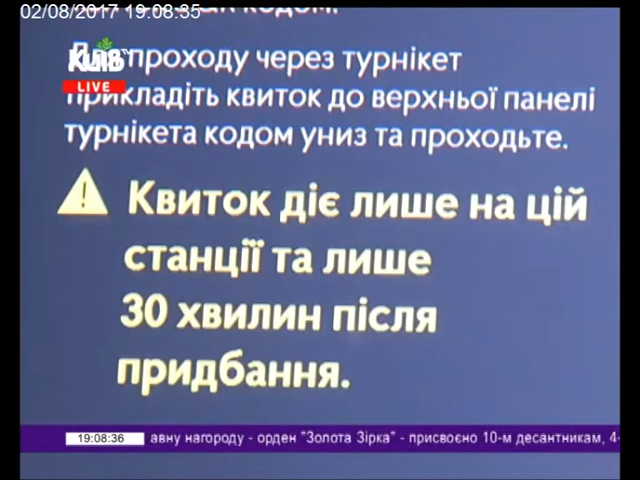 02/08/2017 19:08:35
кодом.
КИЇВ
LIVE
проходу через турнікет
прикладіть квиток до верхньої панелі
турнікета кодом униз та проходьте.
Квиток діє лише на цій
станції та лише
30 хвилин після
придбання.
19:08:36 авну нагороду - орден "Золота Зірка" - присвоєно 10-м десантникам, 4-